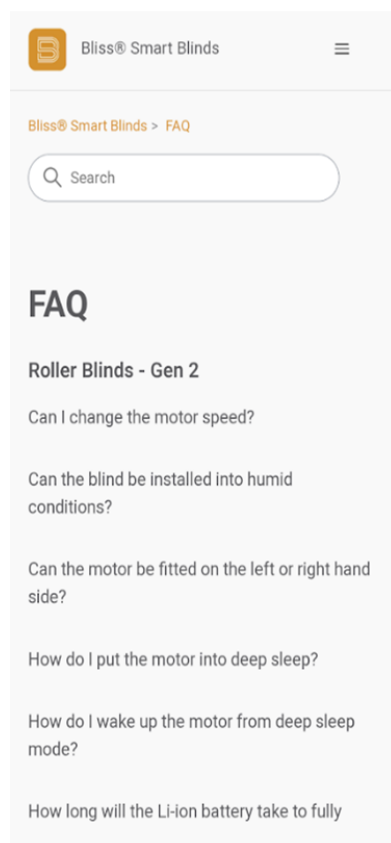 Bliss® Smart Blinds
Bliss® Smart Blinds > FAQ
Search
FAQ
Roller Blinds - Gen 2
Can I change the motor speed?
Can the blind be installed into humid
conditions?
Can the motor be fitted on the left or right hand
side?
How do I put the motor into deep sleep?
How do I wake up the motor from deep sleep
mode?
How long will the Li-ion battery take to fully